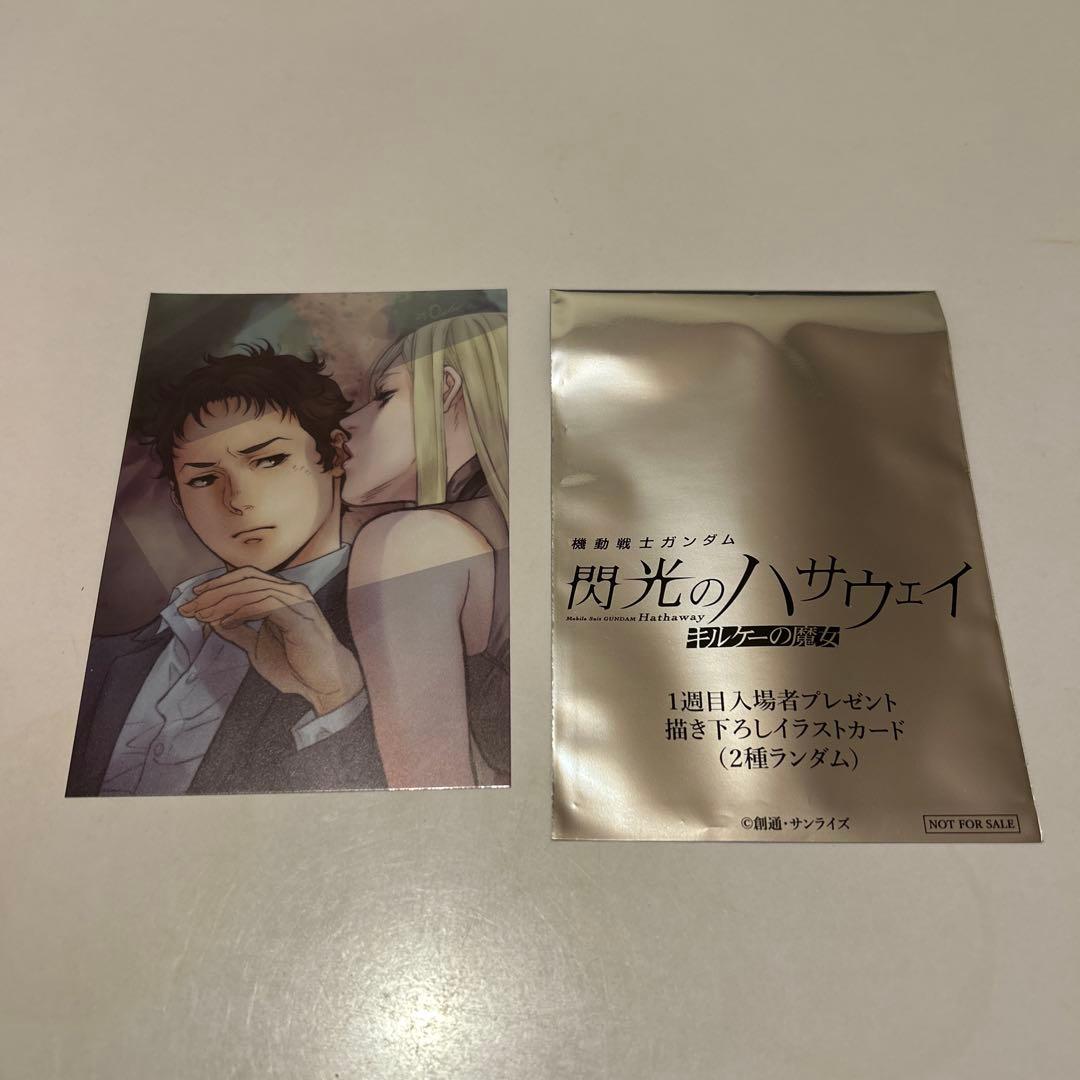 機動戦士ガンダム
閃光のハサウェイ
Mobile Suit GUNDAM Hathaway
キルケーの魔女
1週目入場者プレゼント
描き下ろしイラストカード
(2種ランダム)
©創通・サンライズ
NOT FOR SALE